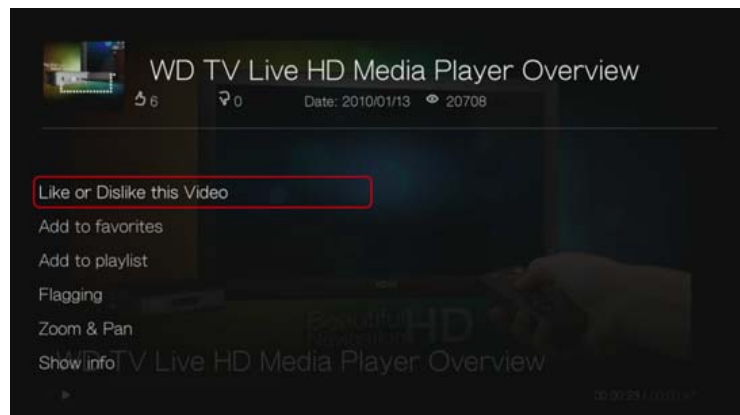 WD TV Live HD Media Player Overview
6 0 Date: 2010/01/13 20708
Like or Dislike this Video
Add to favorites
Add to playlist
Flagging
Zoom & Pan
Beautiful HD
Navigation
Show info
WD TV Live HD Media Player Overview